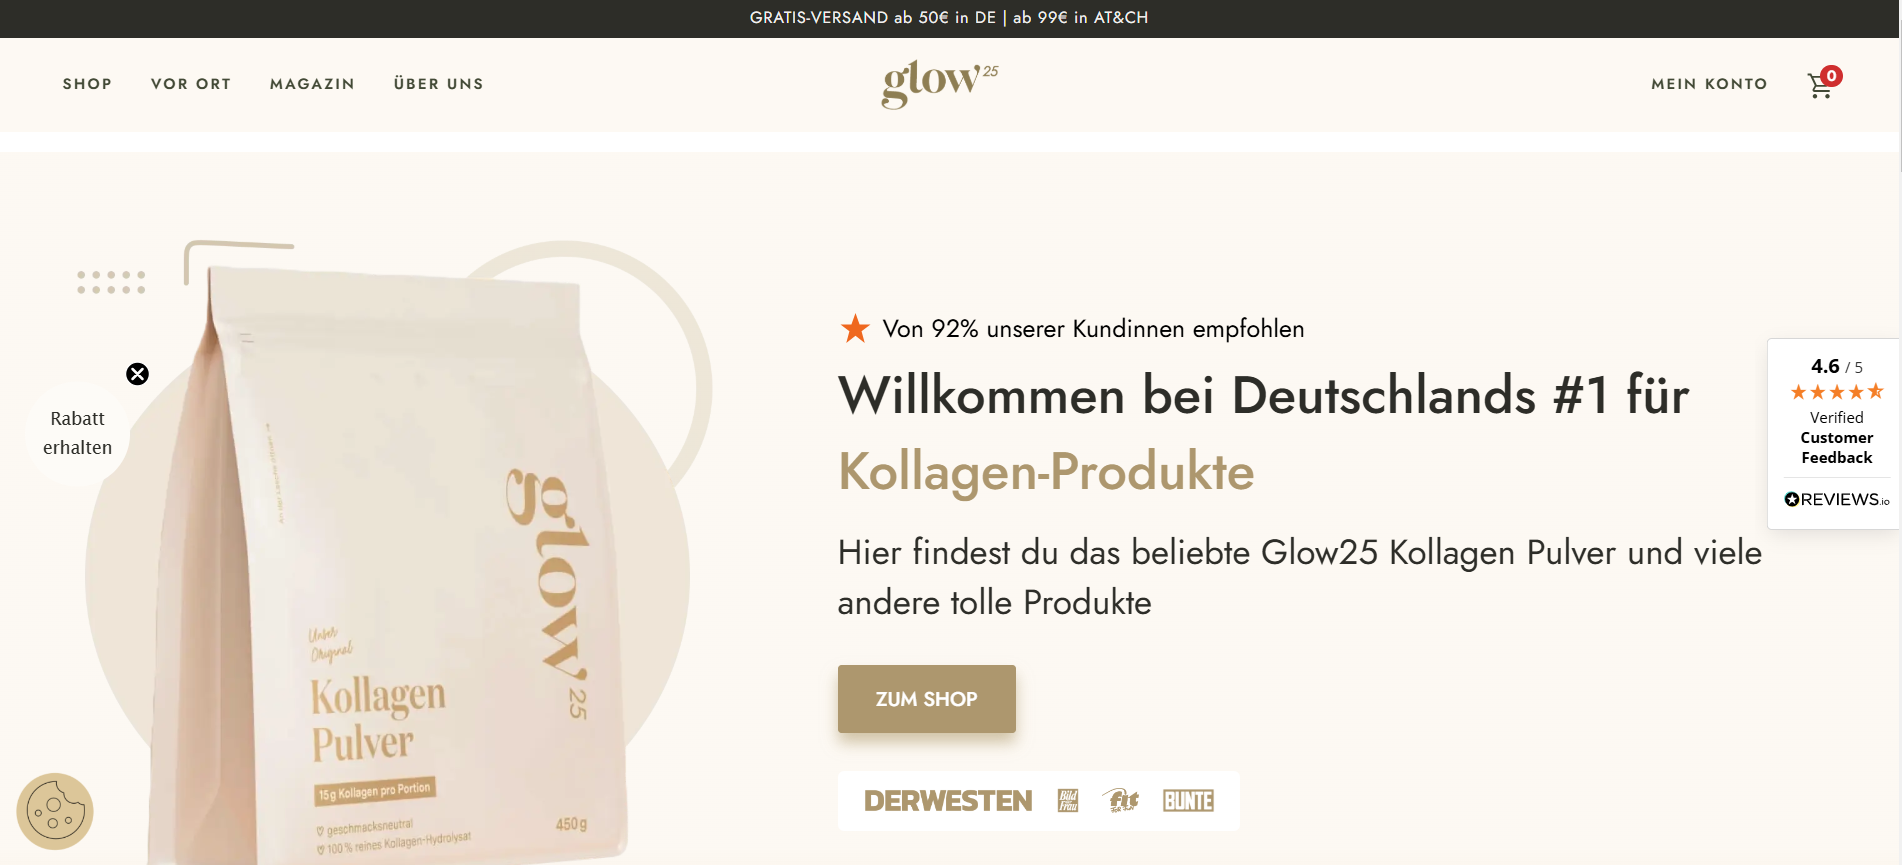 GRATIS-VERSAND ab 50€ in DE | ab 99€ in AT&CH
SHOP
VOR ORT
MAGAZIN
ÜBER UNS
glow25
MEIN KONTO
0
Rabatt
erhalten
glow25
Unser
Original
Kollagen
Pulver
15g Kollagen pro Portion
geschmacksneutral
100% reines Kollagen-Hydrolysat
450g
Von 92% unserer Kundinnen empfohlen
Willkommen bei Deutschlands #1 für
Kollagen-Produkte
Hier findest du das beliebte Glow25 Kollagen Pulver und viele
andere tolle Produkte
ZUM SHOP
DERWESTEN
Bild
der
Frau
fit
FOR FUN
BUNTE
4.6 / 5
Verified
Customer
Feedback
REVIEWS.io